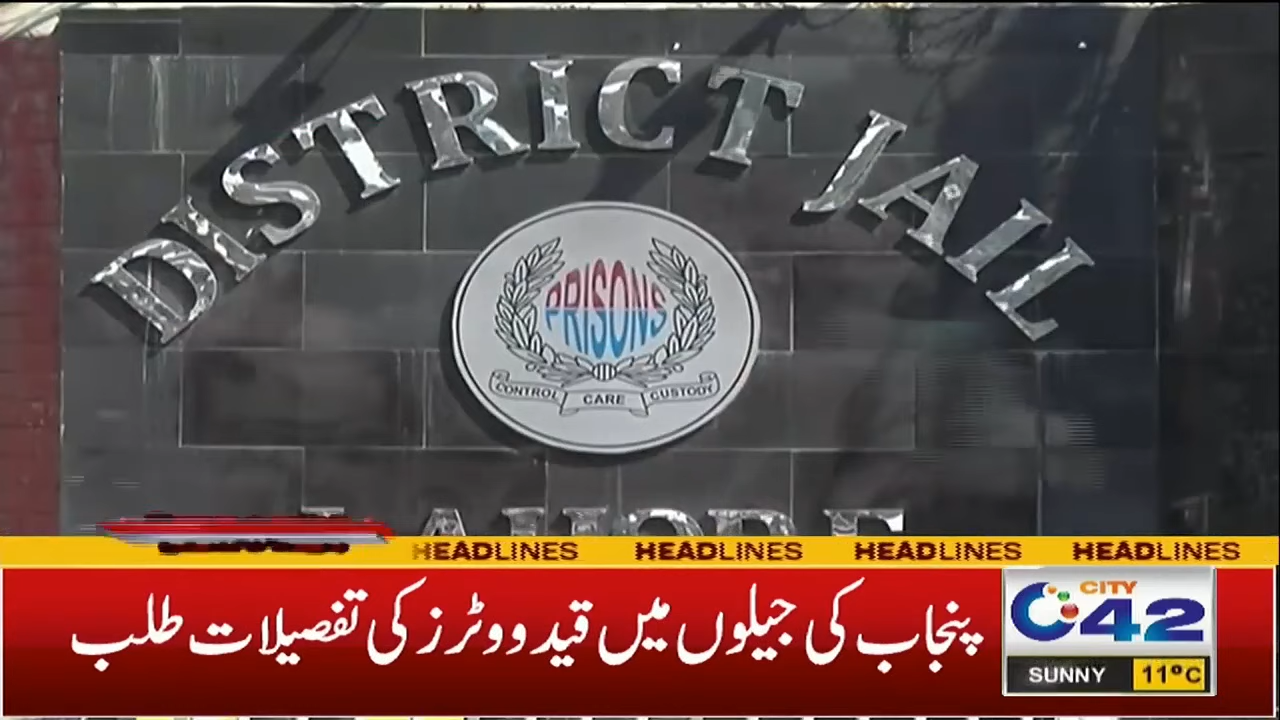 DISTRICT JAIL
PRISONS
CONTROL CARE CUSTODY
HEADLINES HEADLINES HEADLINES HEADLINES
پنجاب کی جیلوں میں قید ووٹرز کی تفصیلات طلب
CITY
42
SUNNY 11°C